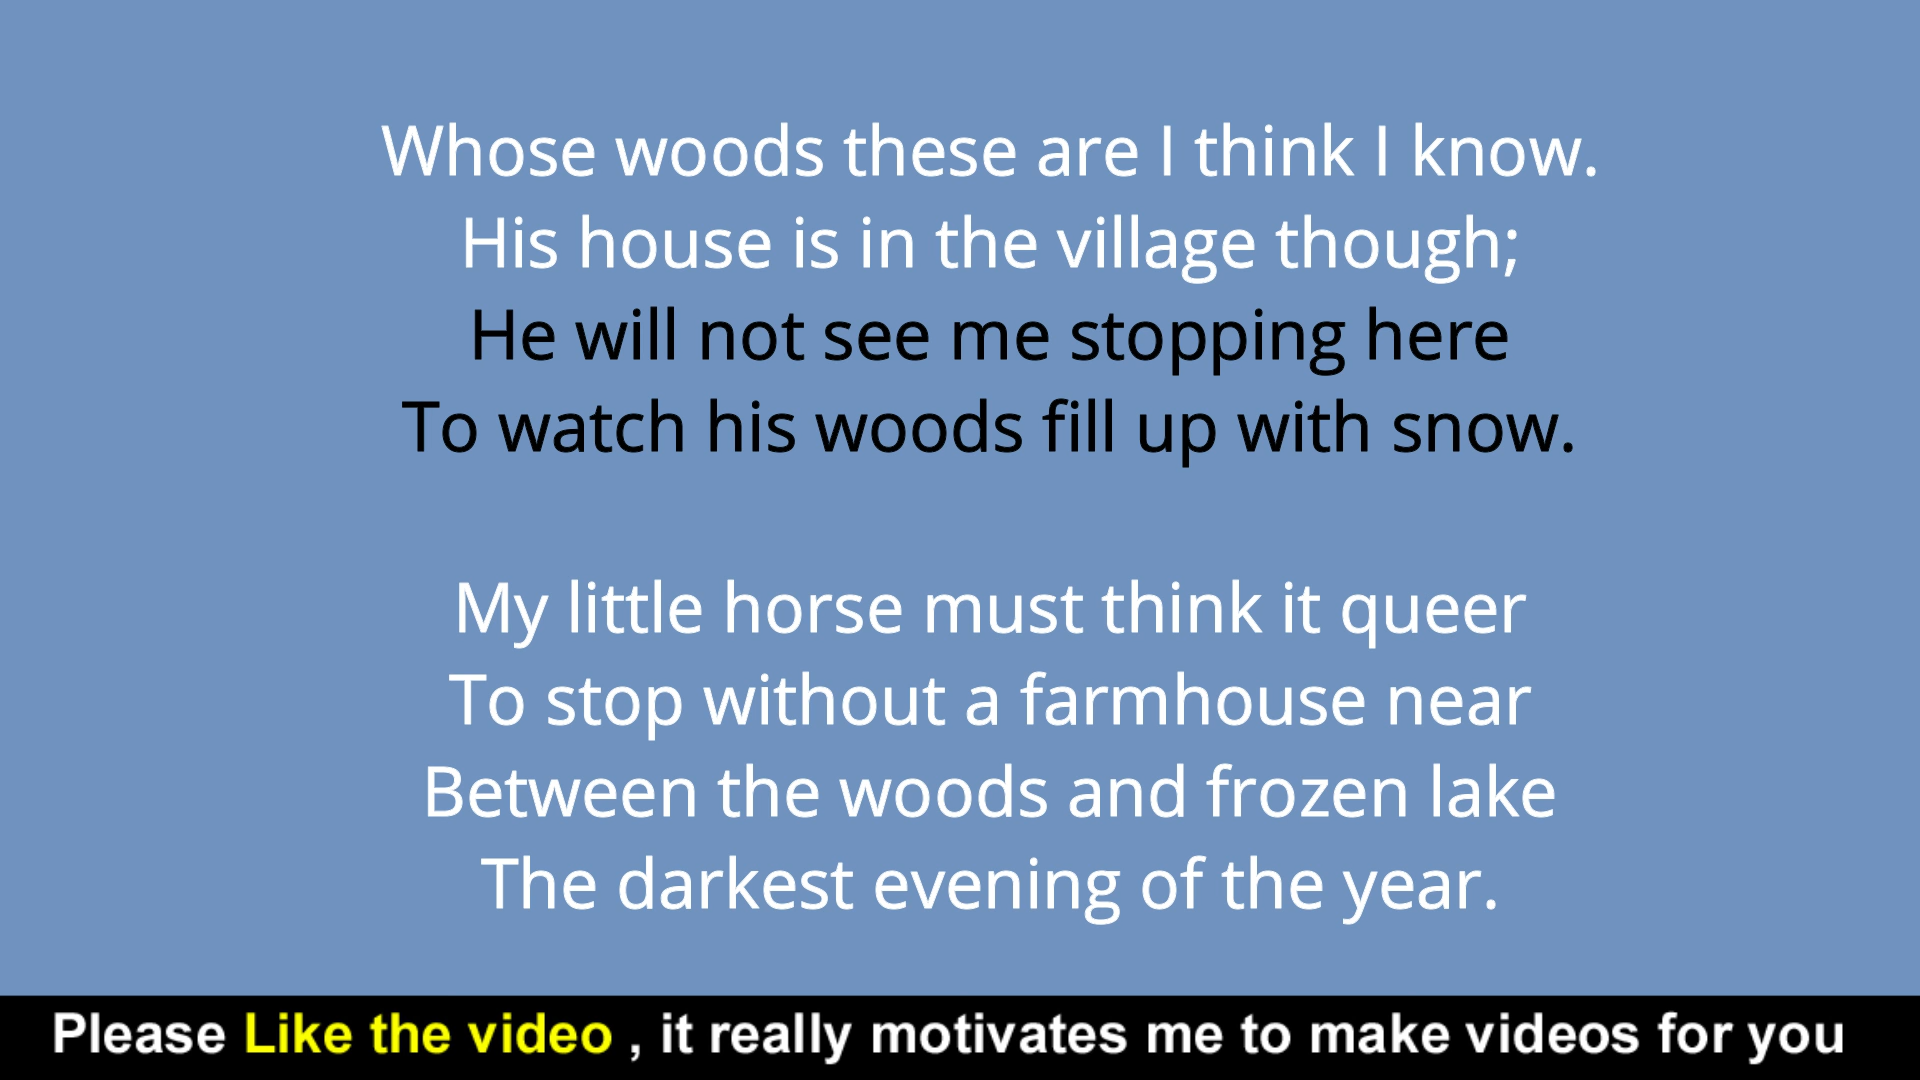 Whose woods these are I think I know.
His house is in the village though;
He will not see me stopping here
To watch his woods fill up with snow.
My little horse must think it queer
To stop without a farmhouse near
Between the woods and frozen lake
The darkest evening of the year.
Please Like the video , it really motivates me to make videos for you